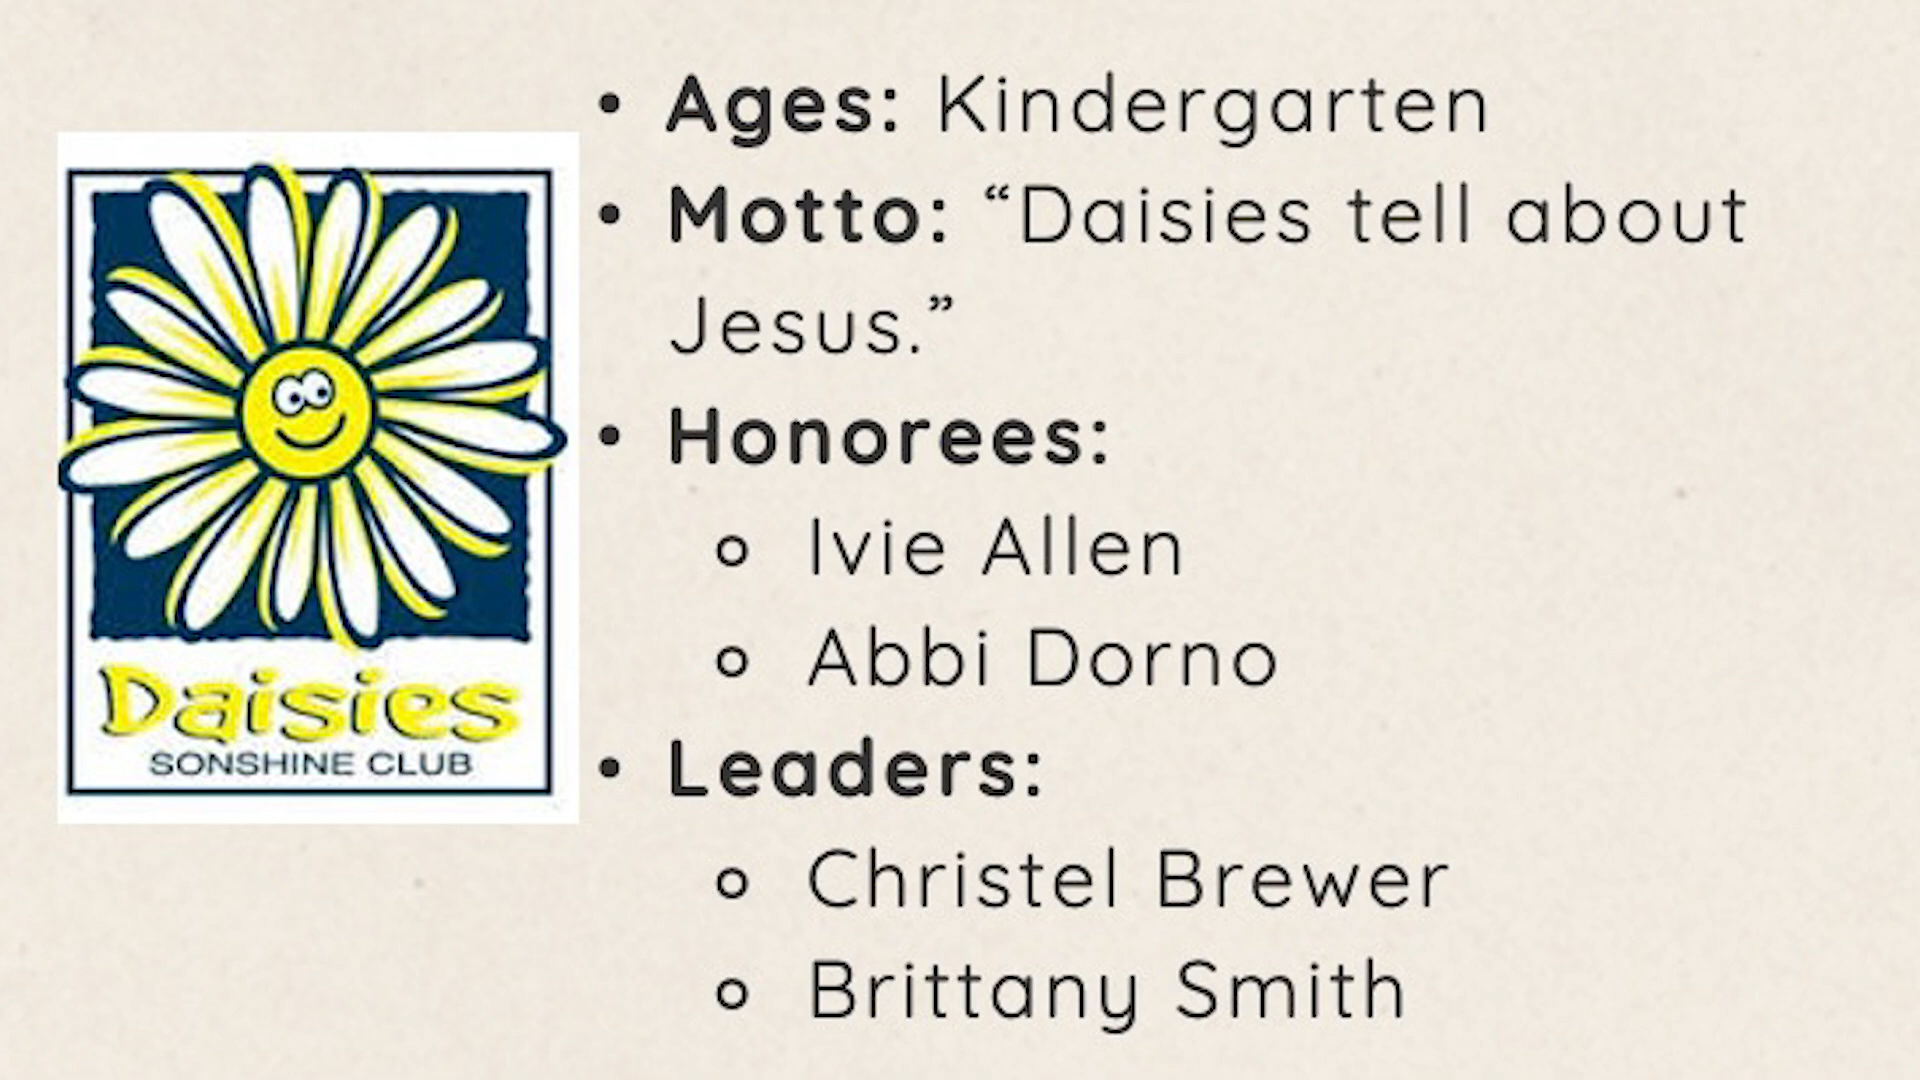 Daisies
SONSHINE CLUB
• Ages: Kindergarten
• Motto: “Daisies tell about
Jesus.”
• Honorees:
○ Ivie Allen
○ Abbi Dorno
• Leaders:
○ Christel Brewer
○ Brittany Smith